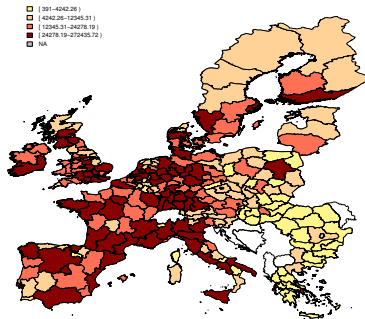 [ 391−4242.26 )
[ 4242.26−12345.31 )
[ 12345.31−24278.19 )
[ 24278.19−272435.72 ]
NA